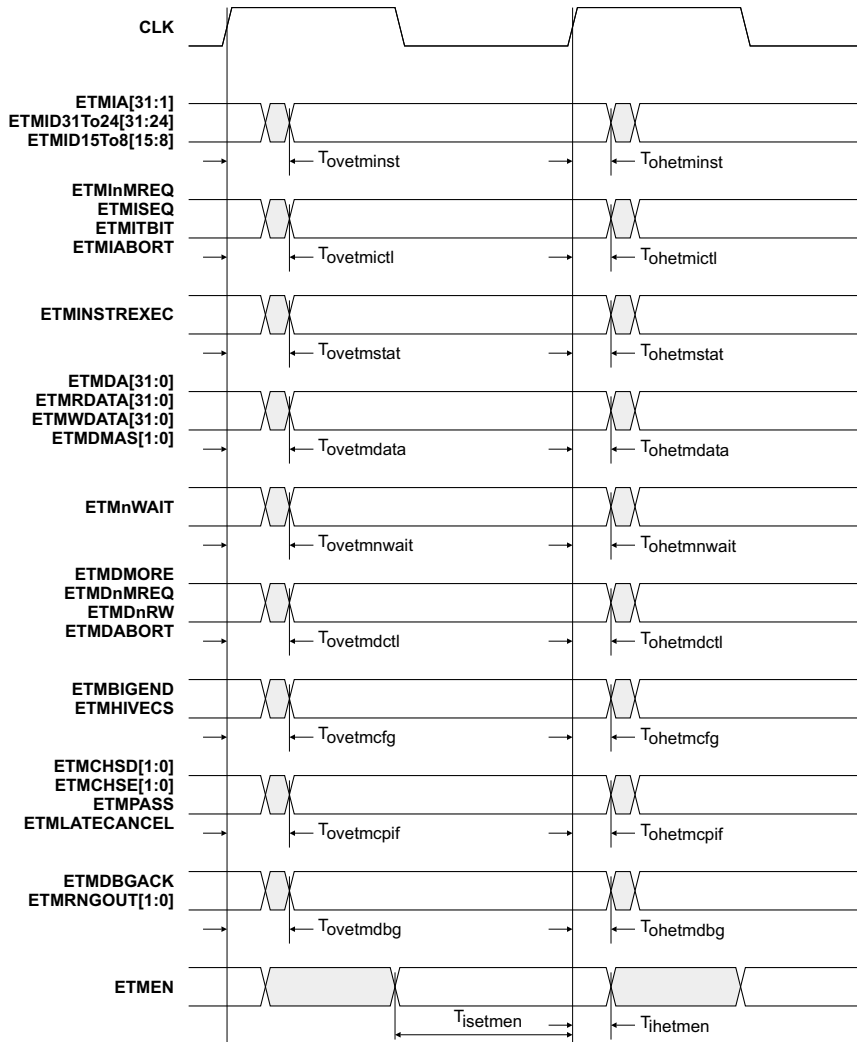 CLK
ETMIA[31:1]
ETMID31To24[31:24]
ETMID15To8[15:8]
Tovetminst
Tohetminst
ETMInMREQ
ETMISEQ
ETMITBIT
ETMIABORT
Tovetmictl
Tohetmictl
ETMINSTREXEC
Tovetmstat
Tohetmstat
ETMDA[31:0]
ETMRDATA[31:0]
ETMWDATA[31:0]
ETMDMAS[1:0]
Tovetmdata
Tohetmdata
ETMnWAIT
Tovetmnwait
Tohetmnwait
ETMDMORE
ETMDnMREQ
ETMDnRW
ETMDABORT
Tovetmdctl
Tohetmdctl
ETMBIGEND
ETMHIVECS
Tovetmcfg
Tohetmcfg
ETMCHSD[1:0]
ETMCHSE[1:0]
ETMPASS
ETMLATECANCEL
Tovetmcpif
Tohetmcpif
ETMDBGACK
ETMRNGOUT[1:0]
Tovetmdbg
Tohetmdbg
ETMEN
Tisetmen
Tihetmen